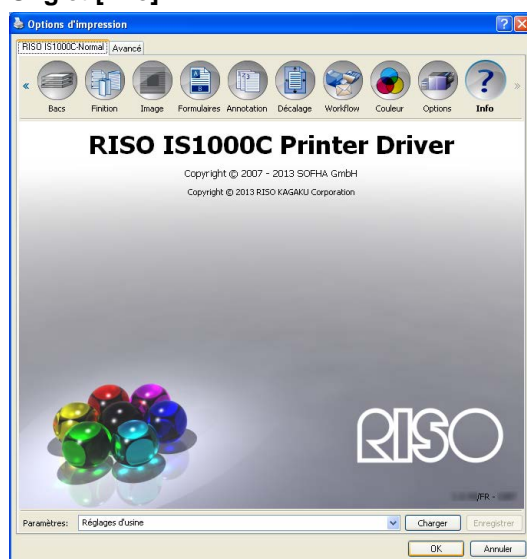 Options d'impression
RISO IS1000C-Normal Avancé
« Bacs Finition Image Formulaires Annotation Décalage Workflow Couleur Options Info »
RISO IS1000C Printer Driver
Copyright © 2007 - 2013 SOFHA GmbH
Copyright © 2013 RISO KAGAKU Corporation
RISO
/FR -
Paramètres: Réglages d'usine Charger Enregistrer
OK Annuler